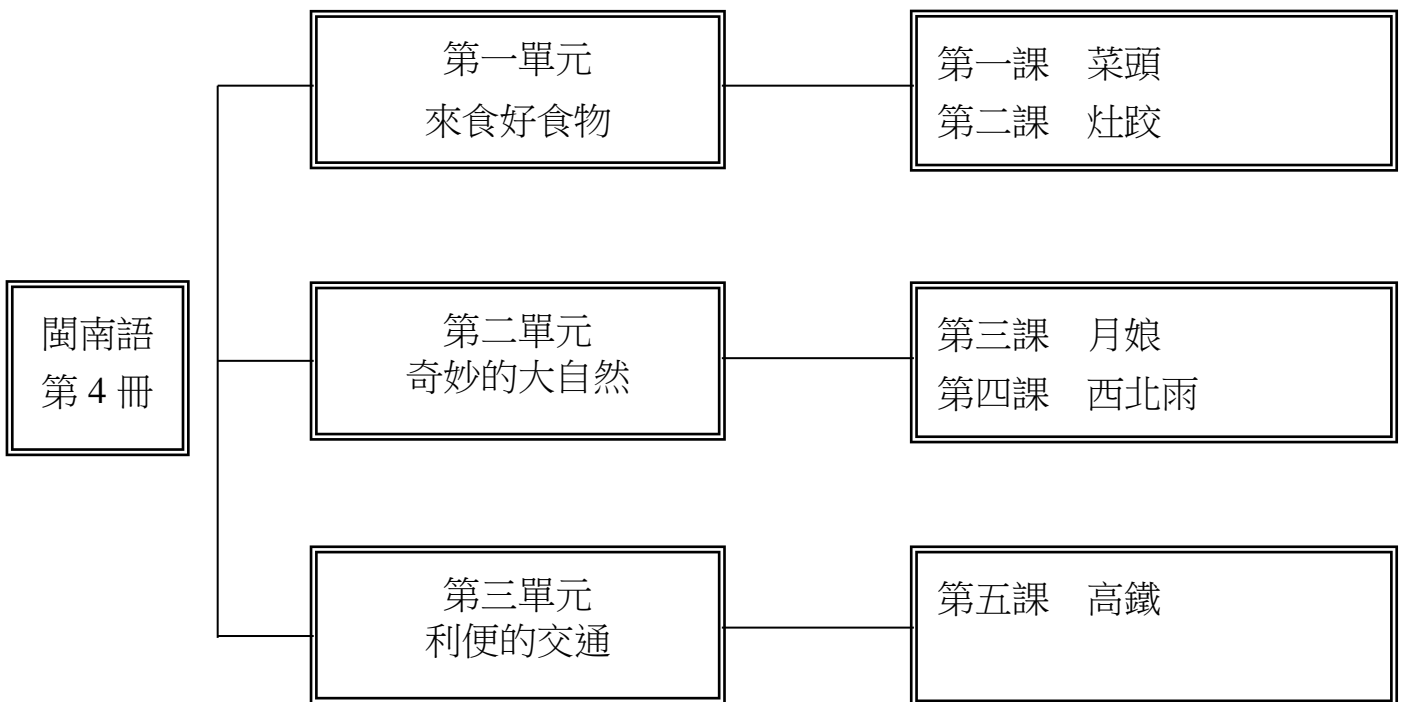 閩南語
第 4 冊
第一單元
來食好食物
第一課　菜頭
第二課　灶跤
第二單元
奇妙的大自然
第三課　月娘
第四課　西北雨
第三單元
利便的交通
第五課　高鐵